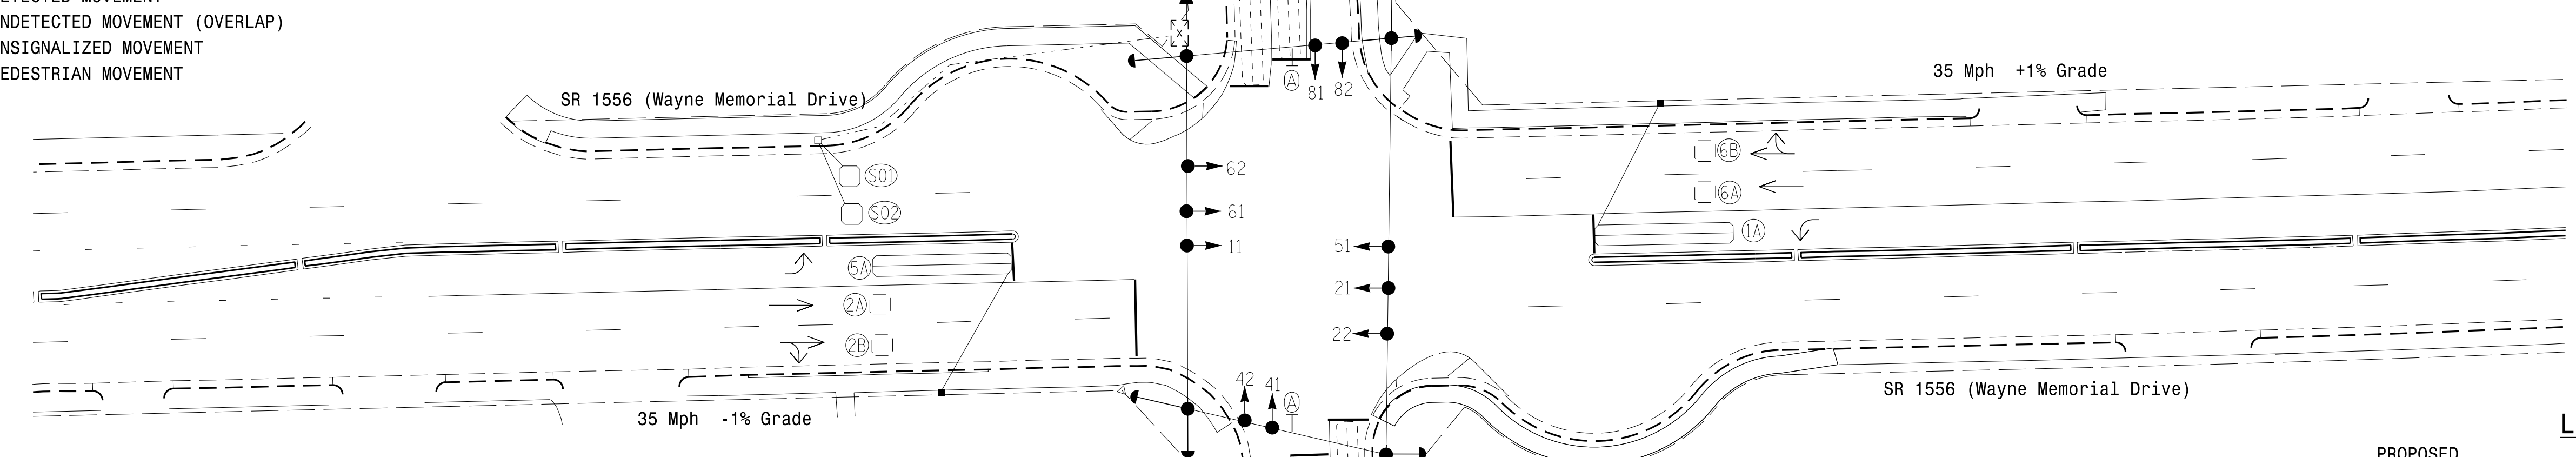 NDETECTED MOVEMENT (OVERLAP)
NSIGNALIZED MOVEMENT
EDESTRIAN MOVEMENT
SR 1556 (Wayne Memorial Drive)
35 Mph +1% Grade
A
81
82
62
61
11
S01
S02
6B
6A
1A
51
21
22
5A
2A
2B
42
41
A
35 Mph -1% Grade
SR 1556 (Wayne Memorial Drive)
L
PROPOSED